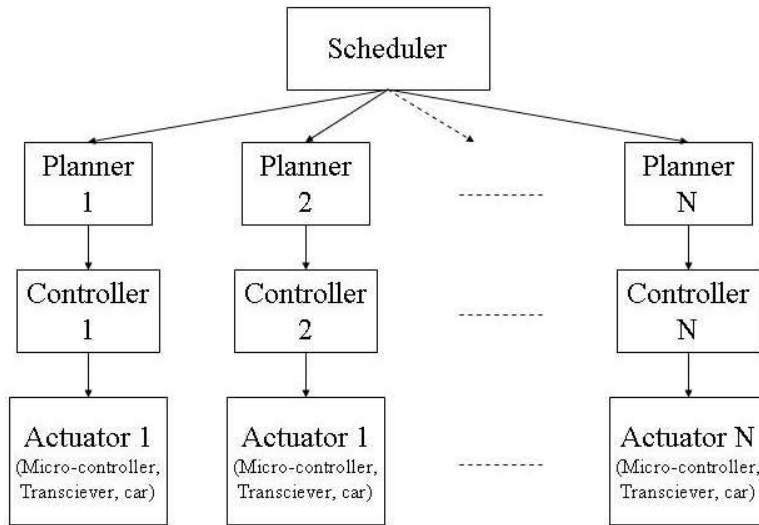 Scheduler
Planner
1
Planner
2
Planner
N
Controller
1
Controller
2
Controller
N
Actuator 1
(Micro-controller,
Transciever, car)
Actuator 1
(Micro-controller,
Transciever, car)
Actuator N
(Micro-controller,
Transciever, car)